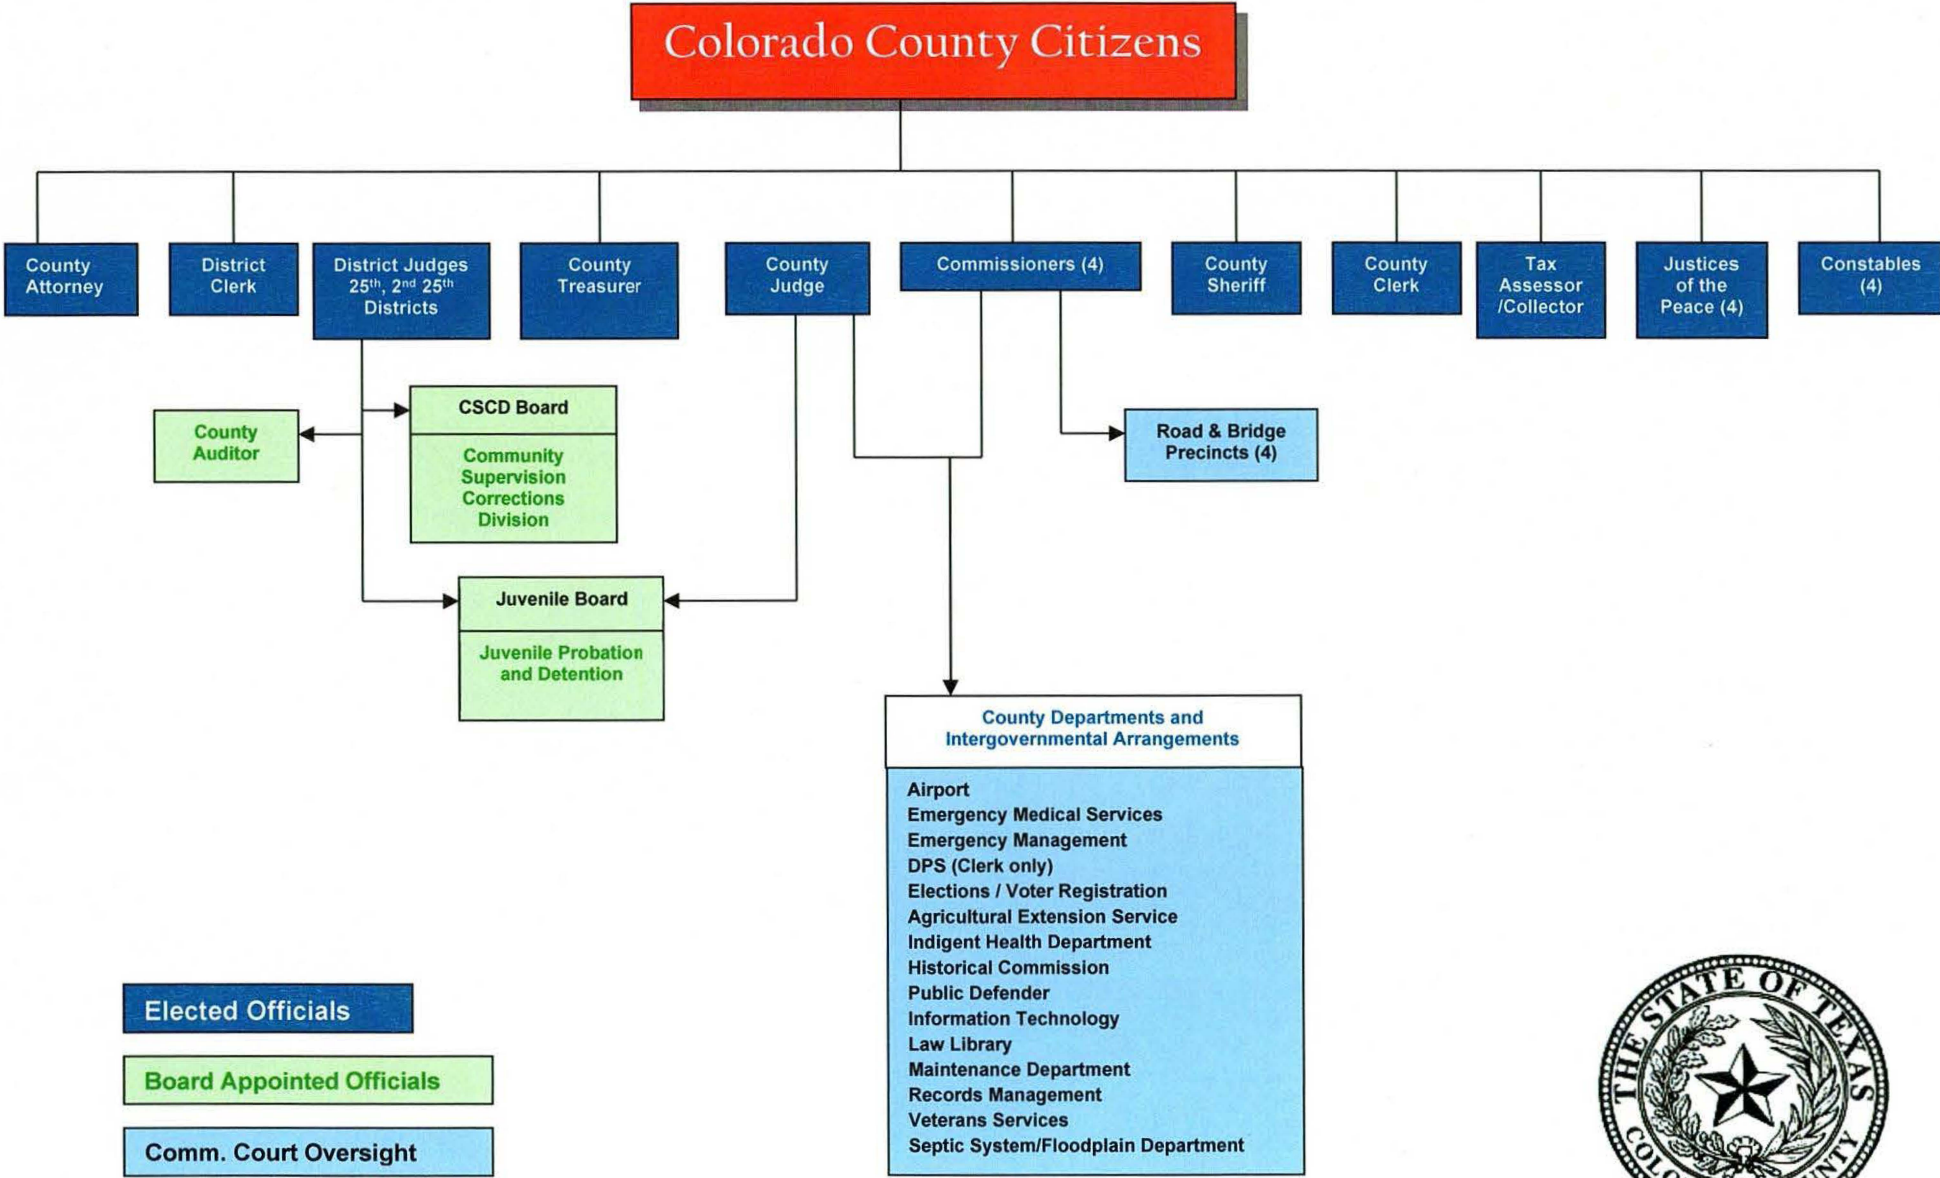 Colorado County Citizens
County
Attorney
District
Clerk
District Judges
25th, 2nd 25th
Districts
County
Treasurer
County
Judge
Commissioners (4)
County
Sheriff
County
Clerk
Tax
Assessor
/Collector
Justices
of the
Peace (4)
Constables
(4)
County
Auditor
CSCD Board
Community
Supervision
Corrections
Division
Road & Bridge
Precincts (4)
Juvenile Board
Juvenile Probation
and Detention
County Departments and
Intergovernmental Arrangements
Airport
Emergency Medical Services
Emergency Management
DPS (Clerk only)
Elections / Voter Registration
Agricultural Extension Service
Indigent Health Department
Historical Commission
Public Defender
Information Technology
Law Library
Maintenance Department
Records Management
Veterans Services
Septic System/Floodplain Department
Elected Officials
Board Appointed Officials
Comm. Court Oversight
THE STATE OF TEXAS